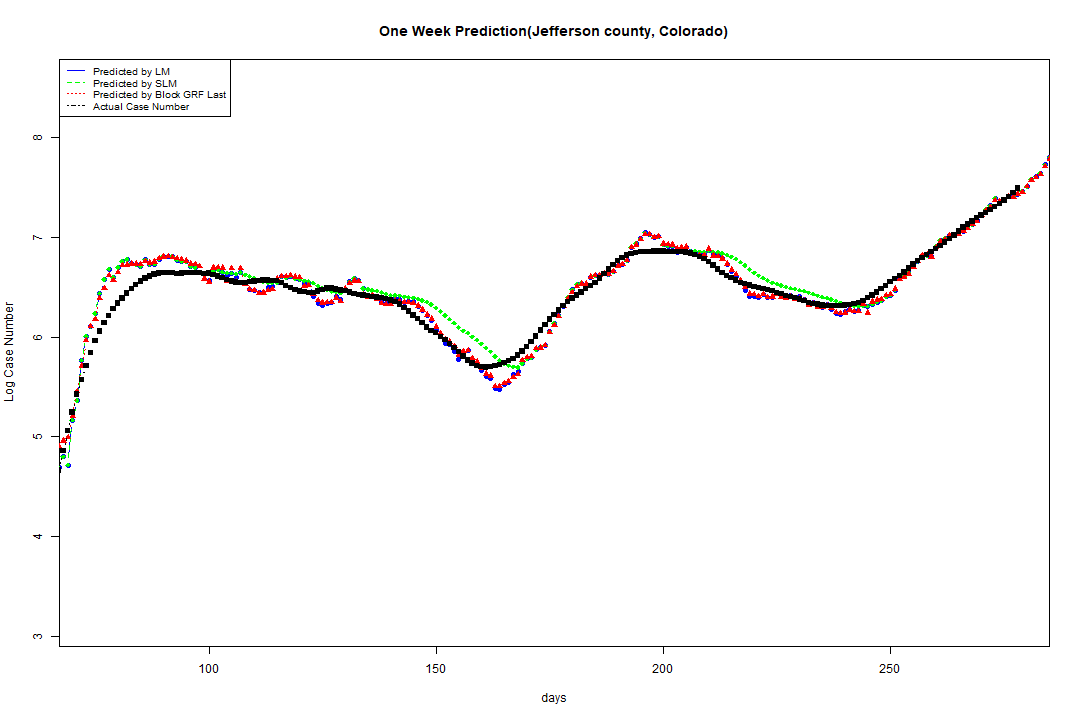 One Week Prediction(Jefferson county, Colorado)
Predicted by LM
Predicted by SLM
Predicted by Block GRF Last
Actual Case Number
8
7
6
5
4
3
Log Case Number
100 150 200 250
days